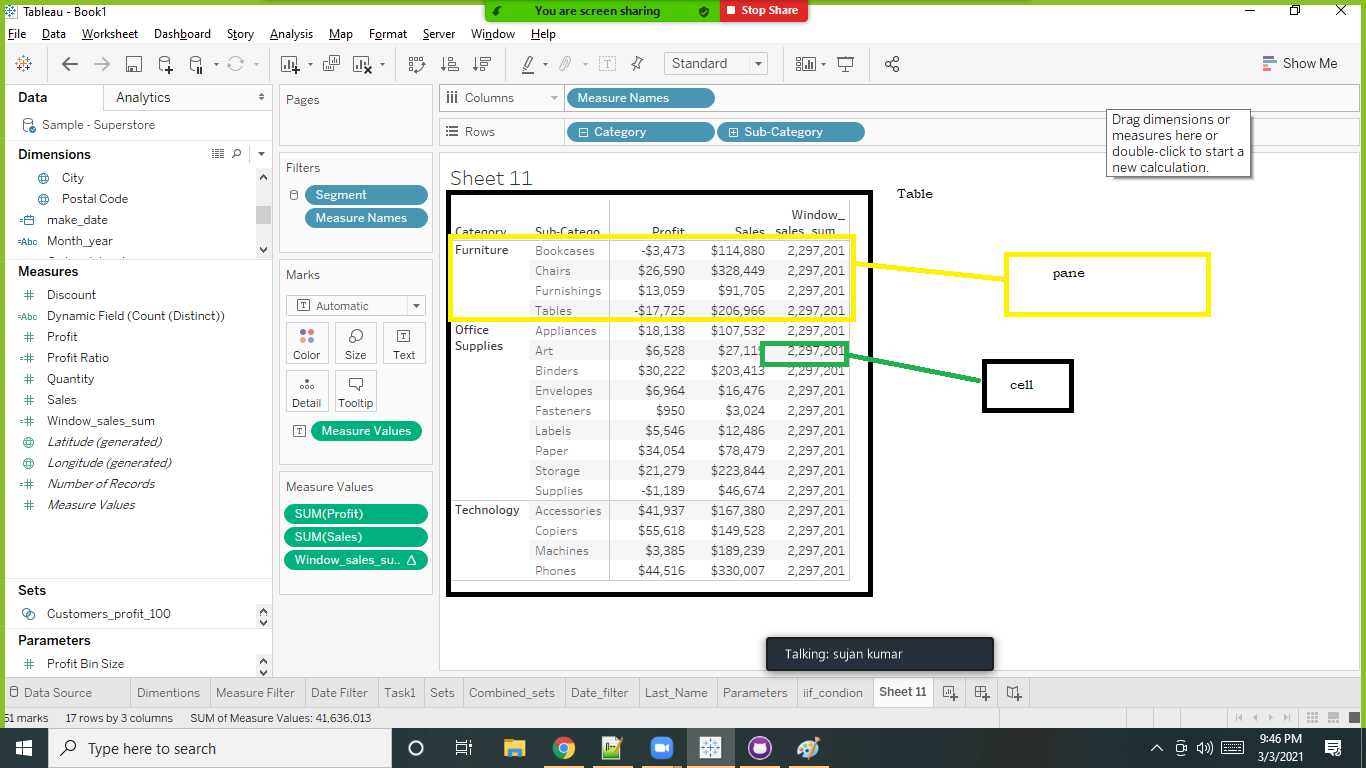 You are screen sharing Stop Share
Tableau - Book1
File Data Worksheet Dashboard Story Analysis Map Format Server Window Help
Standard Show Me
Data Analytics
Sample - Superstore
Dimensions
City
Postal Code
make_date
Abc Month_year
Measures
Discount
Abc Dynamic Field (Count (Distinct))
Profit
Profit Ratio
Quantity
Sales
Window_sales_sum
Latitude (generated)
Longitude (generated)
Number of Records
Measure Values
Sets
Customers_profit_100
Parameters
Profit Bin Size
Pages
Filters
Segment
Measure Names
Marks
Automatic
Color Size Text
Detail Tooltip
Measure Values
Measure Values
SUM(Profit)
SUM(Sales)
Window_sales_su..
Columns Measure Names
Rows Category Sub-Category
Drag dimensions or
measures here or
double-click to start a
new calculation.
Sheet 11
Table
Window_
Category Sub-Catego.. Profit Sales sales_sum
Furniture Bookcases -$3,473 $114,880 2,297,201
Chairs $26,590 $328,449 2,297,201
Furnishings $13,059 $91,705 2,297,201
Tables -$17,725 $206,966 2,297,201
Office Appliances $18,138 $107,532 2,297,201
Supplies
Art $6,528 $27,119 2,297,201
Binders $30,222 $203,413 2,297,201
Envelopes $6,964 $16,476 2,297,201
Fasteners $950 $3,024 2,297,201
Labels $5,546 $12,486 2,297,201
Paper $34,054 $78,479 2,297,201
Storage $21,279 $223,844 2,297,201
Supplies -$1,189 $46,674 2,297,201
Technology Accessories $41,937 $167,380 2,297,201
Copiers $55,618 $149,528 2,297,201
Machines $3,385 $189,239 2,297,201
Phones $44,516 $330,007 2,297,201
pane
cell
Talking: sujan kumar
Data Source Dimentions Measure Filter Date Filter Task1 Sets Combined_sets Date_filter Last_Name Parameters iif_condion Sheet 11
51 marks 17 rows by 3 columns SUM of Measure Values: 41,636,013
Type here to search
9:46 PM
3/3/2021